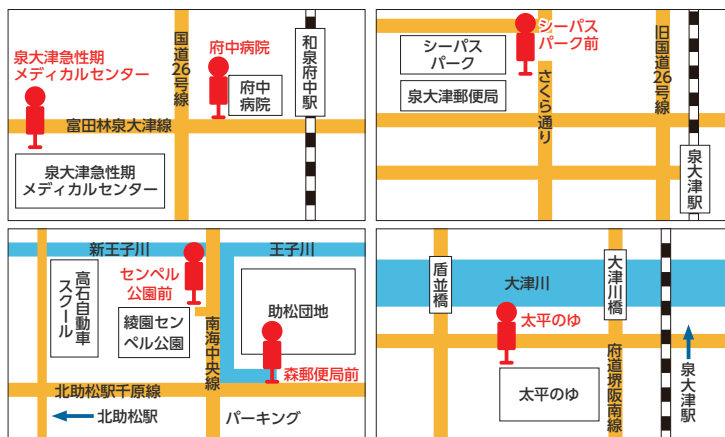 泉大津急性期
メディカルセンター
国道26号線
府中病院
府中
病院
和泉府中駅
富田林泉大津線
泉大津急性期
メディカルセンター
シーパス
パーク前
シーパス
パーク
泉大津郵便局
さくら通り
旧国道26号線
泉大津駅
新王子川
王子川
センペル
公園前
高石自動車
スクール
綾園セン
ペル公園
南海中央線
助松団地
森郵便局前
北助松駅千原線
北助松駅
パーキング
盾並橋
大津川
大津川橋
太平のゆ
太平のゆ
府道堺阪南線
泉大津駅